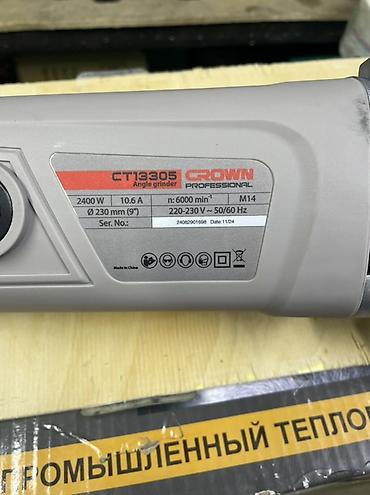 CT13305 CROWN
Angle grinder PROFESSIONAL
2400 W 10.6 A n: 6000 min⁻¹ M14
Ø 230 mm (9") 220-230 V ~ 50/60 Hz
Ser. No.: 24082901698 Date: 11/24
Made in China
Г РОМЫШЛЕННЫЙ ТЕПЛО